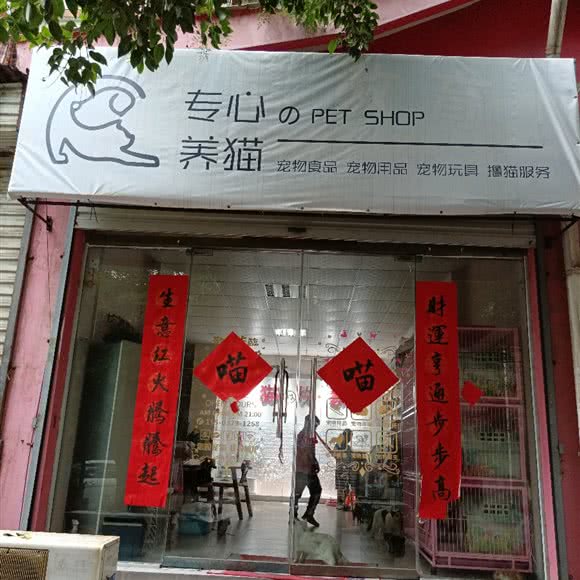 专心の PET SHOP
养猫 宠物食品 宠物用品 宠物玩具 撸猫服务
生意红火腾腾起
喵
喵
财运亨通步步高